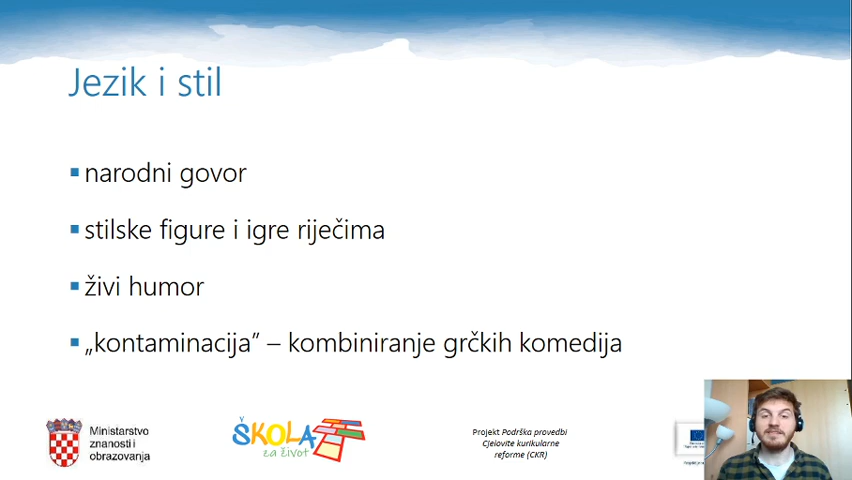 Jezik i stil
narodni govor
stilske figure i igre riječima
živi humor
„kontaminacija” – kombiniranje grčkih komedija
Ministarstvo
znanosti i
obrazovanja
ŠKOLA
za život
Projekt Podrška provedbi
Cjelovite kurikularne
reforme (CKR)